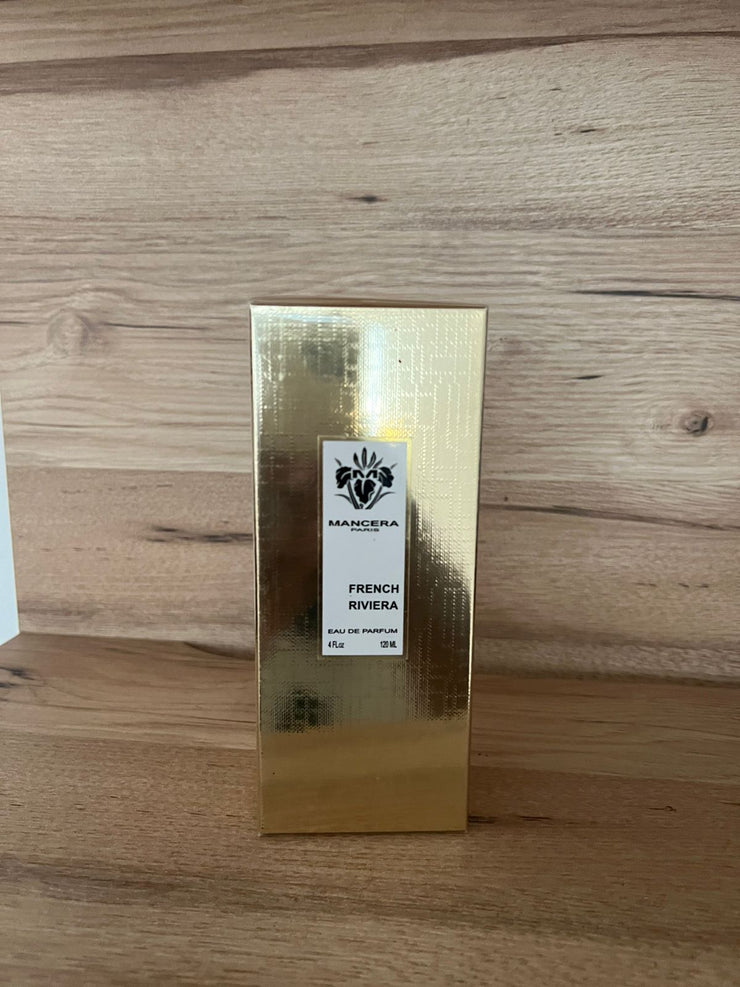 MANCERA
PARIS
FRENCH
RIVIERA
EAU DE PARFUM
4 FL.oz 120 ML